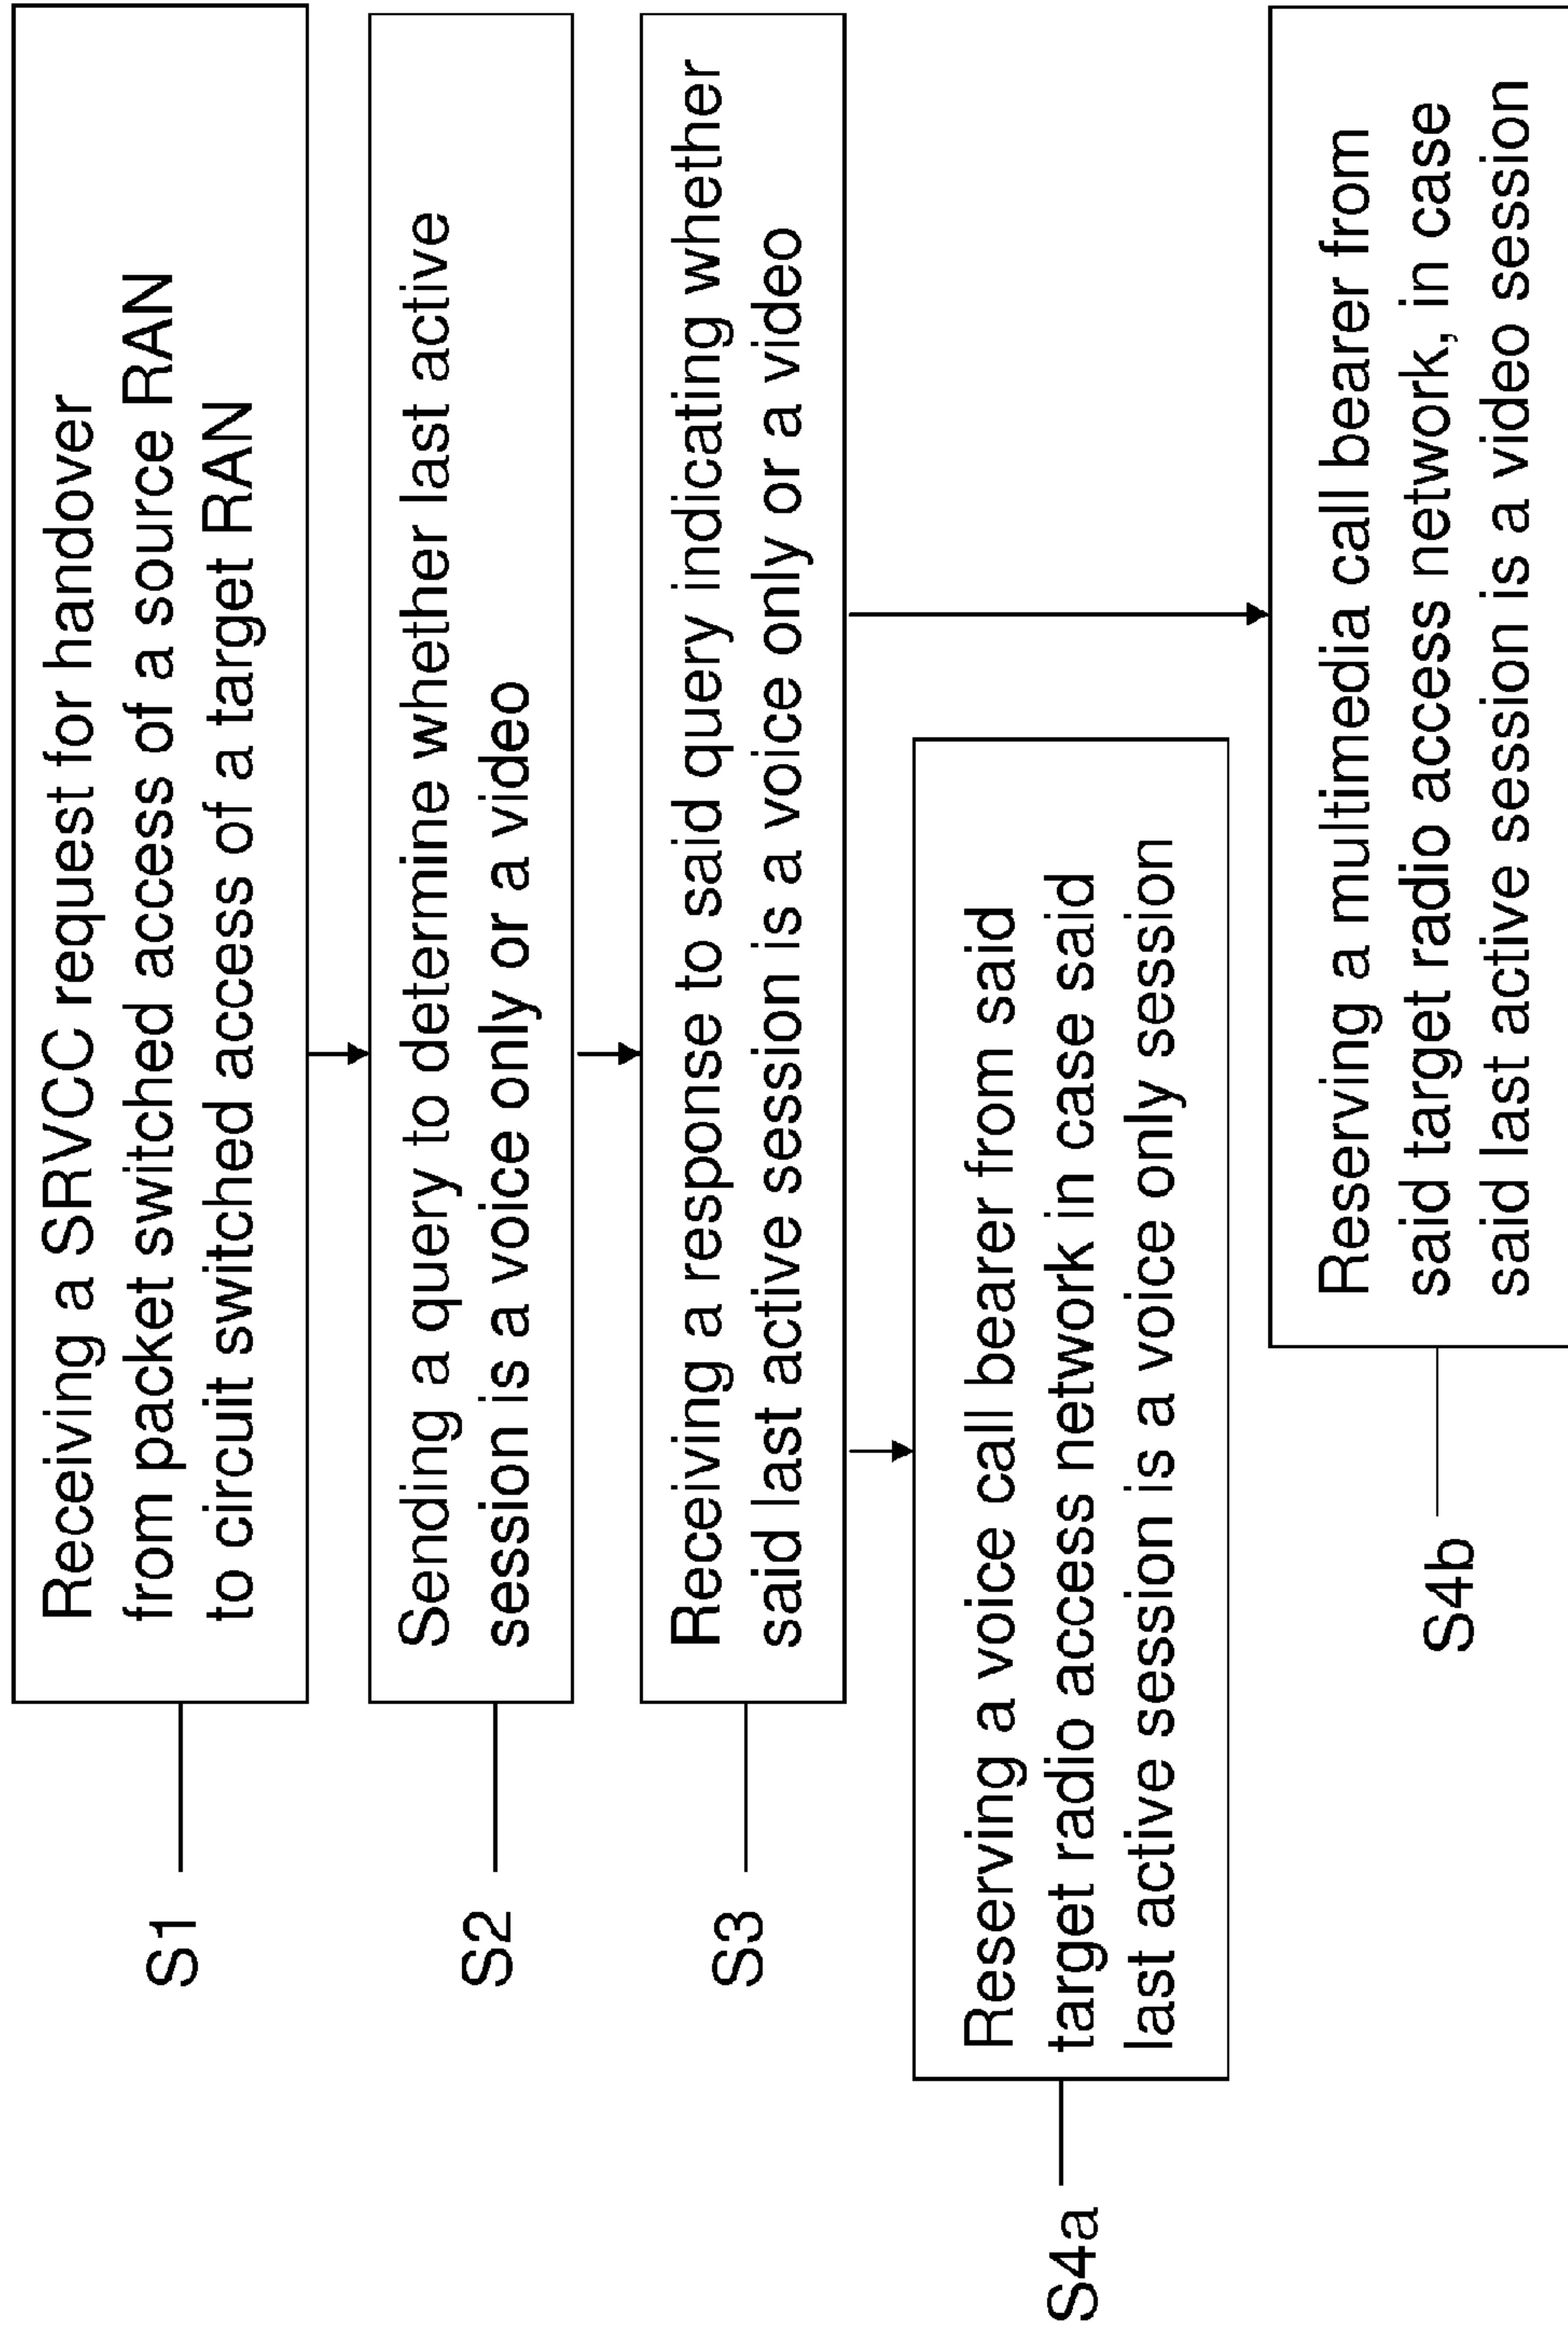 S1
Receiving a SRVCC request for handover
from packet switched access of a source RAN
to circuit switched access of a target RAN
S2
Sending a query to determine whether last active
session is a voice only or a video
S3
Receiving a response to said query indicating whether
said last active session is a voice only or a video
S4a
Reserving a voice call bearer from said
target radio access network in case said
last active session is a voice only session
S4b
Reserving a multimedia call bearer from
said target radio access network, in case
said last active session is a video session